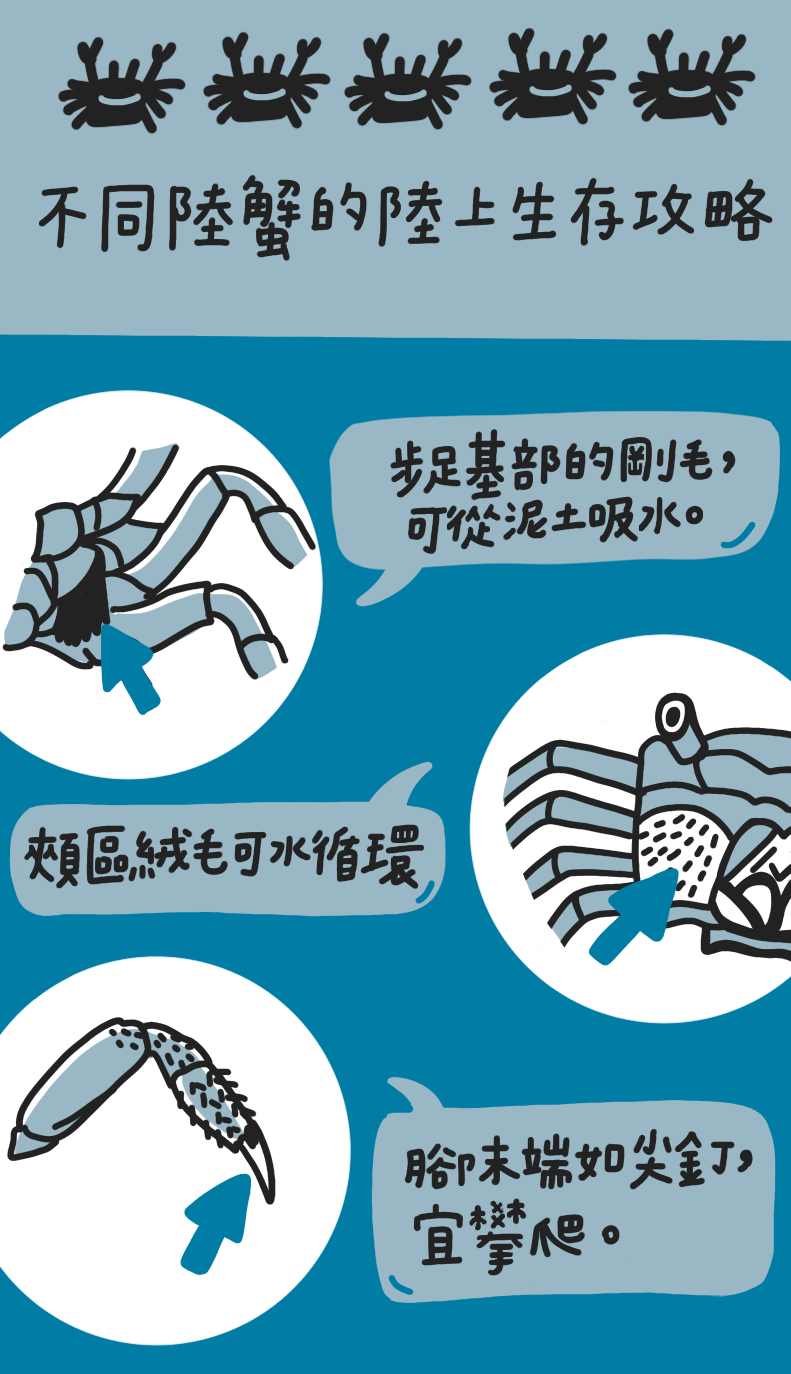 不同陸蟹的陸上生存攻略
步足基部的剛毛,
可從泥土吸水。
頰區絨毛可水循環
腳末端如尖釘,
宜攀爬。